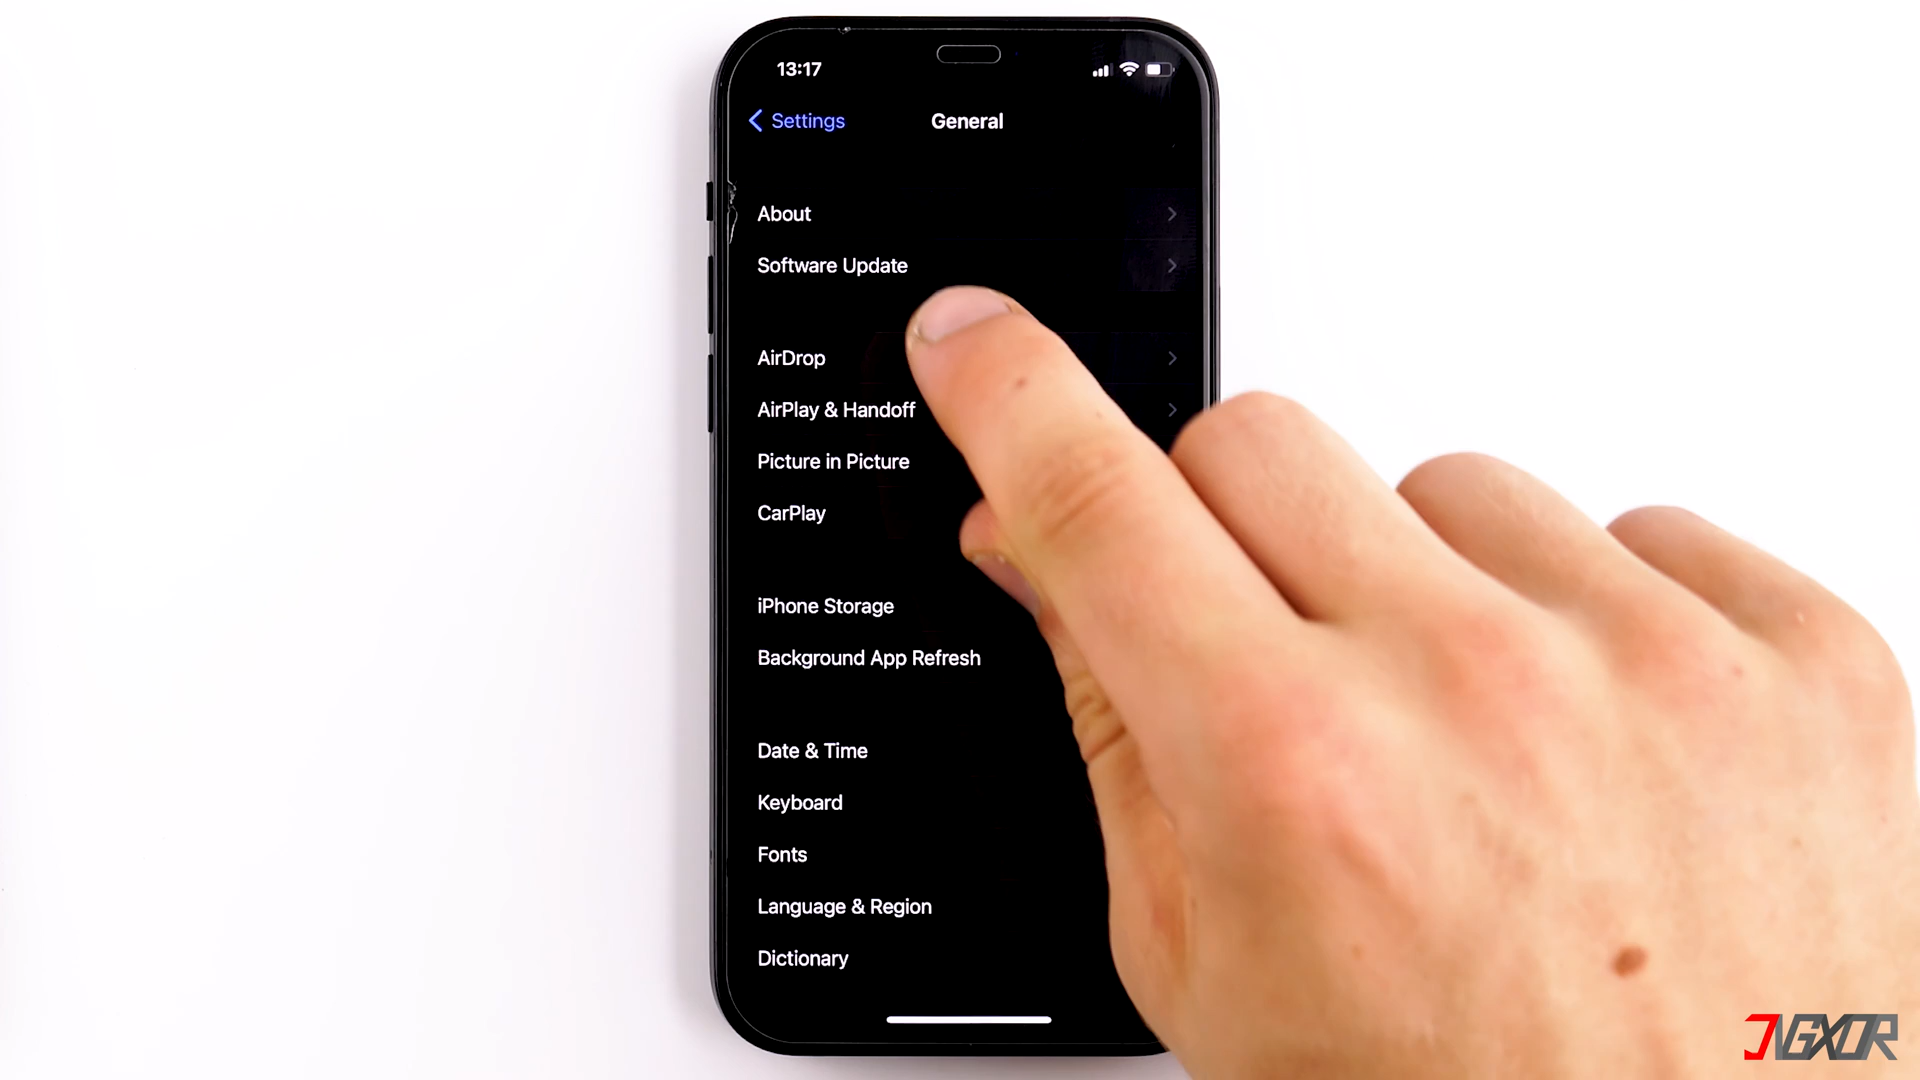 13:17
Settings
General
About
Software Update
AirDrop
AirPlay & Handoff
Picture in Picture
CarPlay
iPhone Storage
Background App Refresh
Date & Time
Keyboard
Fonts
Language & Region
Dictionary
JVGXOR